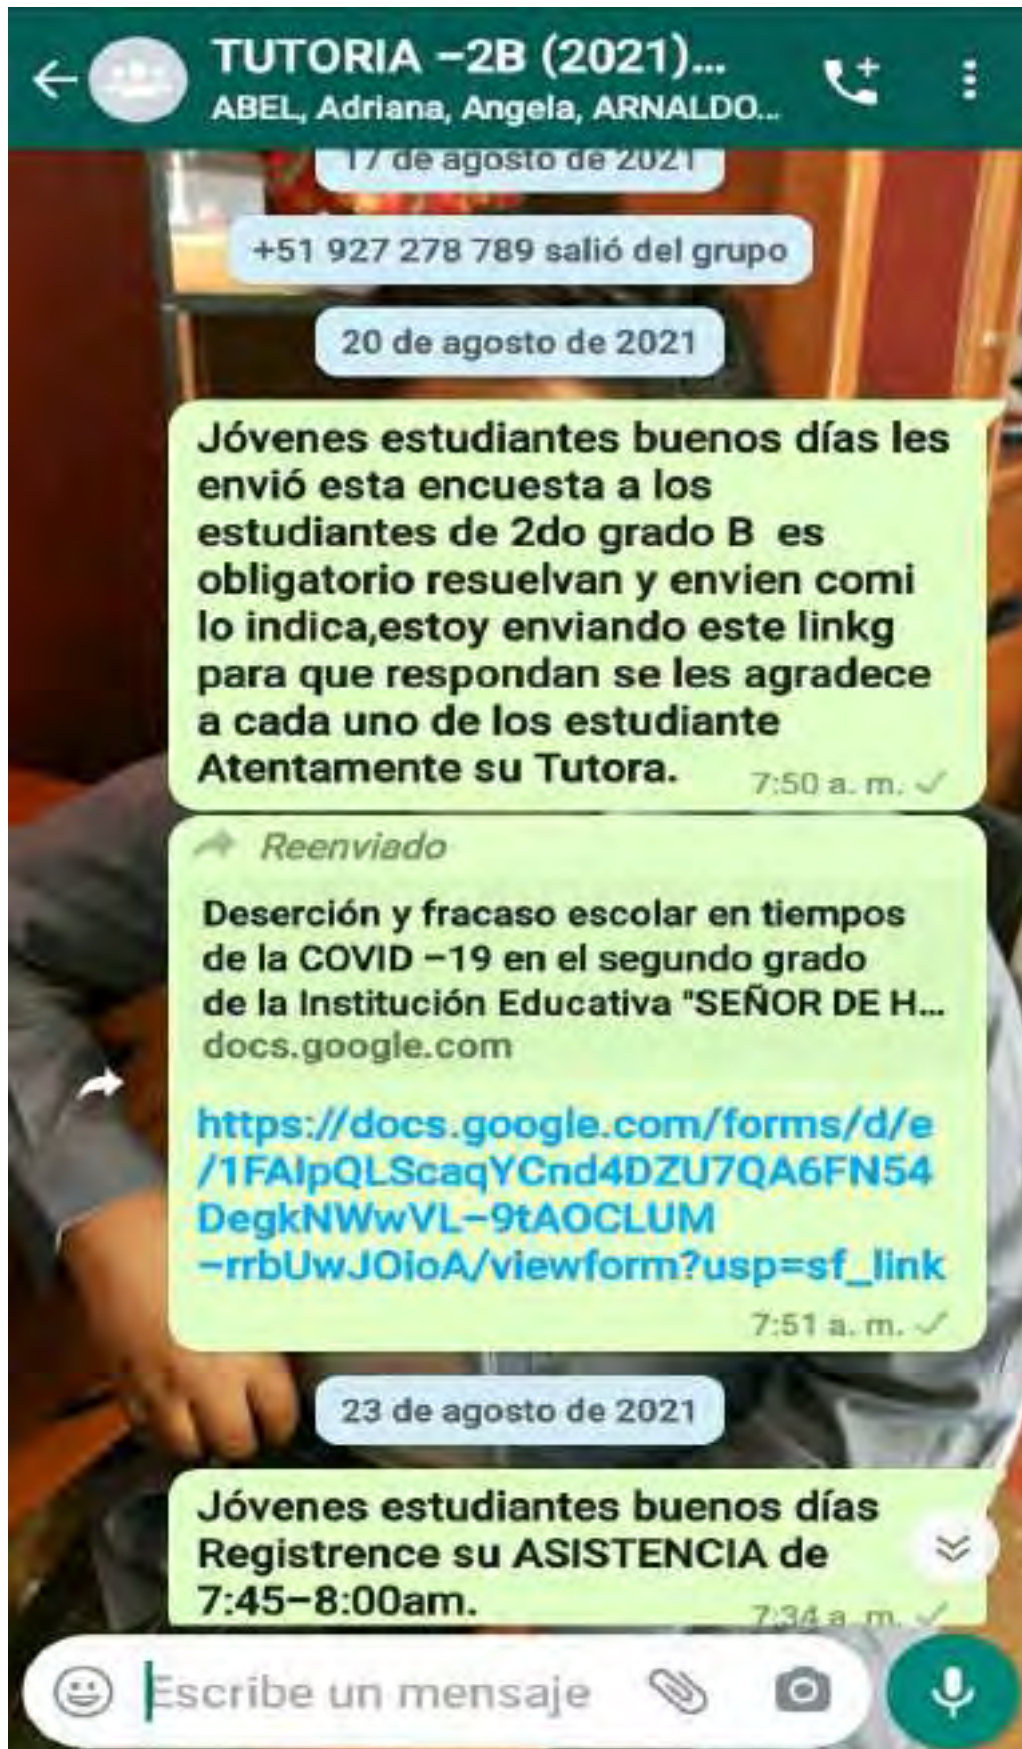 TUTORIA –2B (2021)...
ABEL, Adriana, Angela, ARNALDO...
17 de agosto de 2021
+51 927 278 789 salió del grupo
20 de agosto de 2021
Jóvenes estudiantes buenos días les
envió esta encuesta a los
estudiantes de 2do grado B es
obligatorio resuelvan y envien comi
lo indica,estoy enviando este linkg
para que respondan se les agradece
a cada uno de los estudiante
Atentamente su Tutora.
7:50 a. m.
Reenviado
Deserción y fracaso escolar en tiempos
de la COVID –19 en el segundo grado
de la Institución Educativa "SEÑOR DE H...
docs.google.com
https://docs.google.com/forms/d/e
/1FAIpQLScaqYCnd4DZU7QA6FN54
DegkNWwVL–9tAOCLUM
–rrbUwJOioA/viewform?usp=sf_link
7:51 a. m.
23 de agosto de 2021
Jóvenes estudiantes buenos días
Registrence su ASISTENCIA de
7:45–8:00am.
7:34 a. m.
Escribe un mensaje